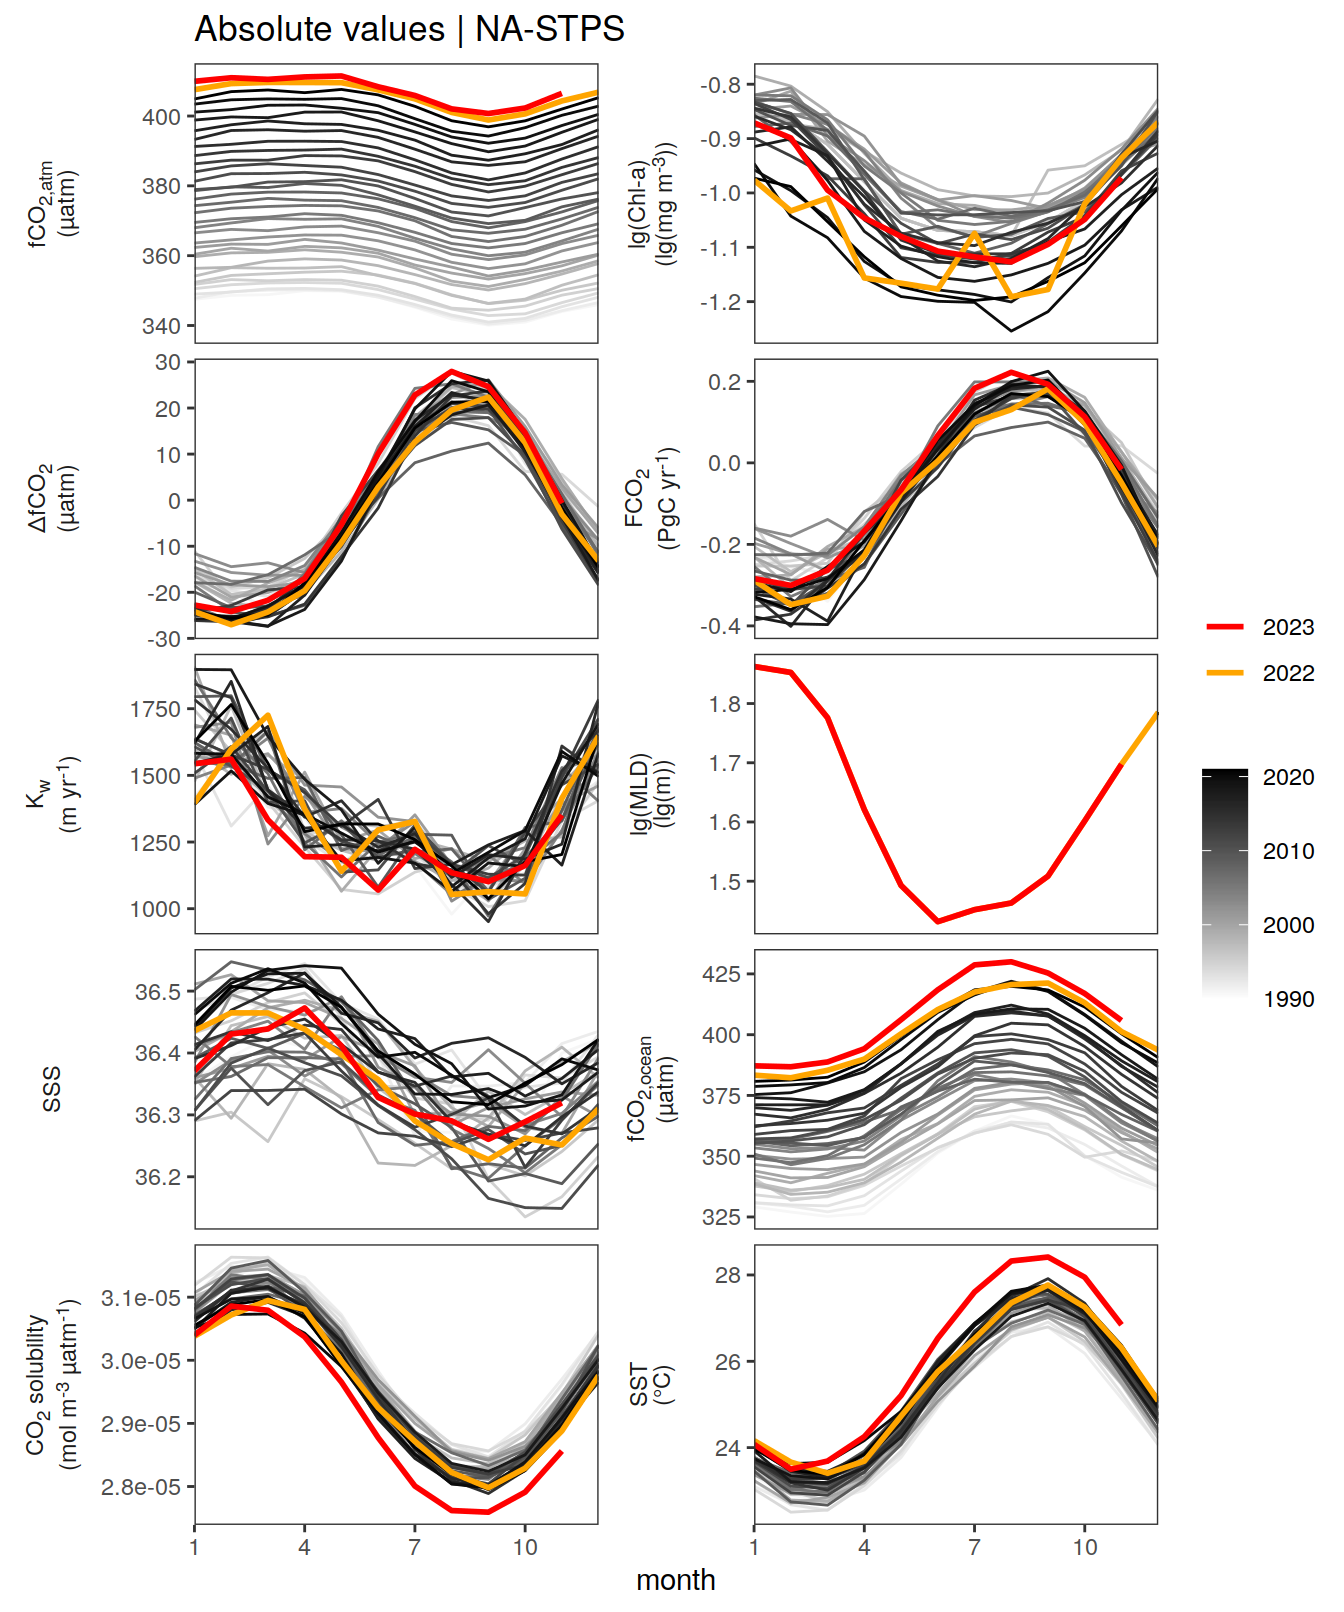 Absolute values | NA-STPS
fCO2,atm
(µatm)
400
380
360
340
lg(Chl-a)
(lg(mg m-3))
-0.8
-0.9
-1.0
-1.1
-1.2
ΔfCO2
(µatm)
30
20
10
0
-10
-20
-30
FCO2
(PgC yr-1)
0.2
0.0
-0.2
-0.4
Kw
(m yr-1)
1750
1500
1250
1000
lg(MLD)
(lg(m))
1.8
1.7
1.6
1.5
SSS
36.5
36.4
36.3
36.2
fCO2,ocean
(µatm)
425
400
375
350
325
CO2 solubility
(mol m-3 µatm-1)
3.1e-05
3.0e-05
2.9e-05
2.8e-05
SST
(°C)
28
26
24
1 4 7 10
1 4 7 10
month
2023
2022
2020
2010
2000
1990